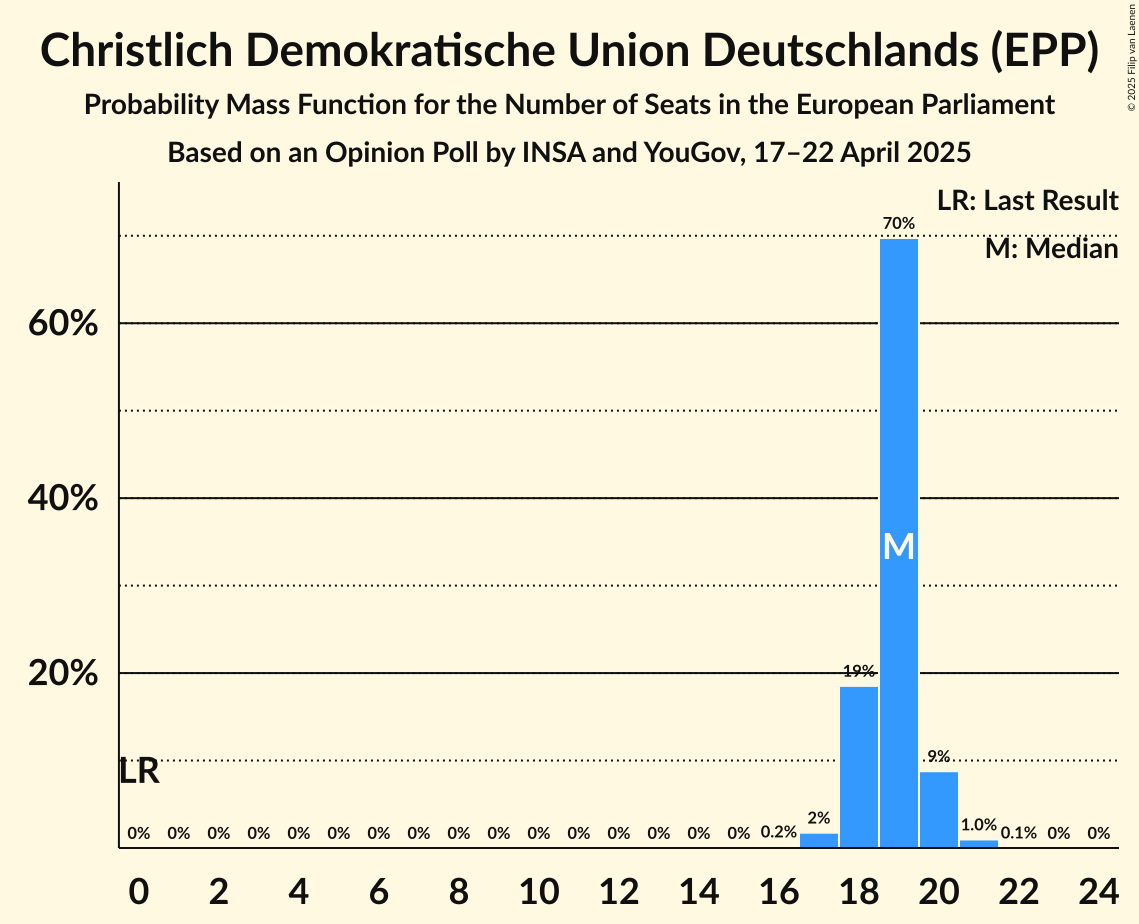 Christlich Demokratische Union Deutschlands (EPP)
Probability Mass Function for the Number of Seats in the European Parliament
Based on an Opinion Poll by INSA and YouGov, 17–22 April 2025
© 2025 Filip van Laenen
LR: Last Result
M: Median
70%
60%
40%
M
20%
19%
LR
9%
0% 0% 0% 0% 0% 0% 0% 0% 0% 0% 0% 0% 0% 0% 0% 0% 0.2% 2% 1.0% 0.1% 0% 0%
0 2 4 6 8 10 12 14 16 18 20 22 24